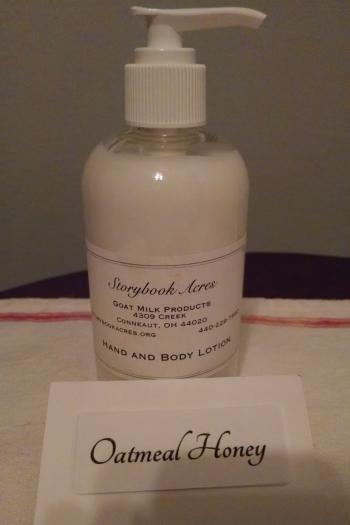 Storybook Acres
Goat Milk Products
4309 Creek
Conneaut, OH 44020
Hand and Body Lotion
Oatmeal Honey